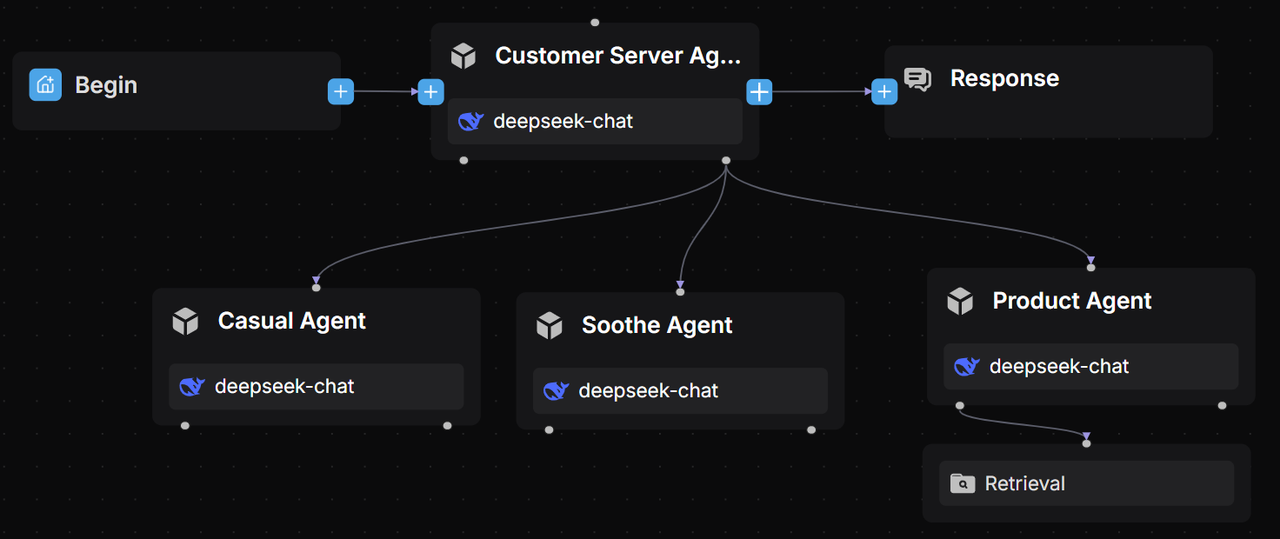 Begin
Customer Server Ag...
deepseek-chat
Response
Casual Agent
deepseek-chat
Soothe Agent
deepseek-chat
Product Agent
deepseek-chat
Retrieval